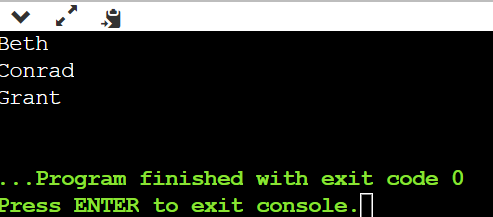 Beth
Conrad
Grant
...Program finished with exit code 0
Press ENTER to exit console.